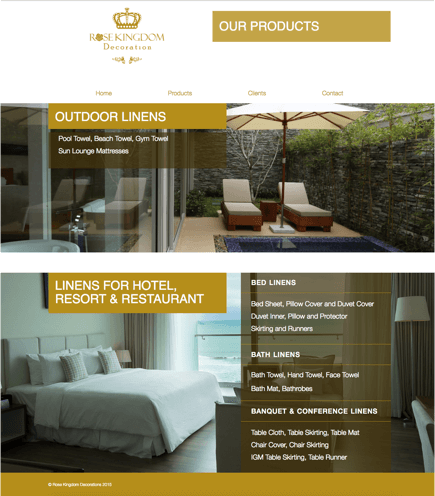 ROSE KINGDOM
Decoration
OUR PRODUCTS
Home Products Clients Contact
OUTDOOR LINENS
Pool Towel, Beach Towel, Gym Towel
Sun Lounge Mattresses
LINENS FOR HOTEL,
RESORT & RESTAURANT
BED LINENS
Bed Sheet, Pillow Cover and Duvet Cover
Duvet Inner, Pillow and Protector
Skirting and Runners
BATH LINENS
Bath Towel, Hand Towel, Face Towel
Bath Mat, Bathrobes
BANQUET & CONFERENCE LINENS
Table Cloth, Table Skirting, Table Mat
Chair Cover, Chair Skirting
IGM Table Skirting, Table Runner
© Rose Kingdom Decorations 2013